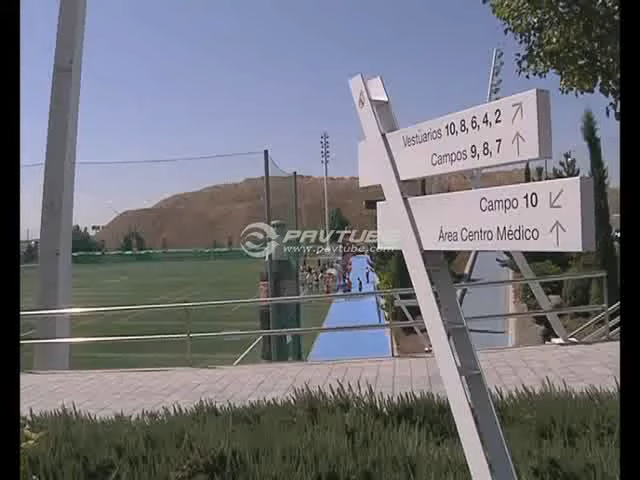 Vestuarios 10, 8, 6, 4, 2
Campos 9, 8, 7
Campo 10
Área Centro Médico
PAVTUBE
www.pavtube.com